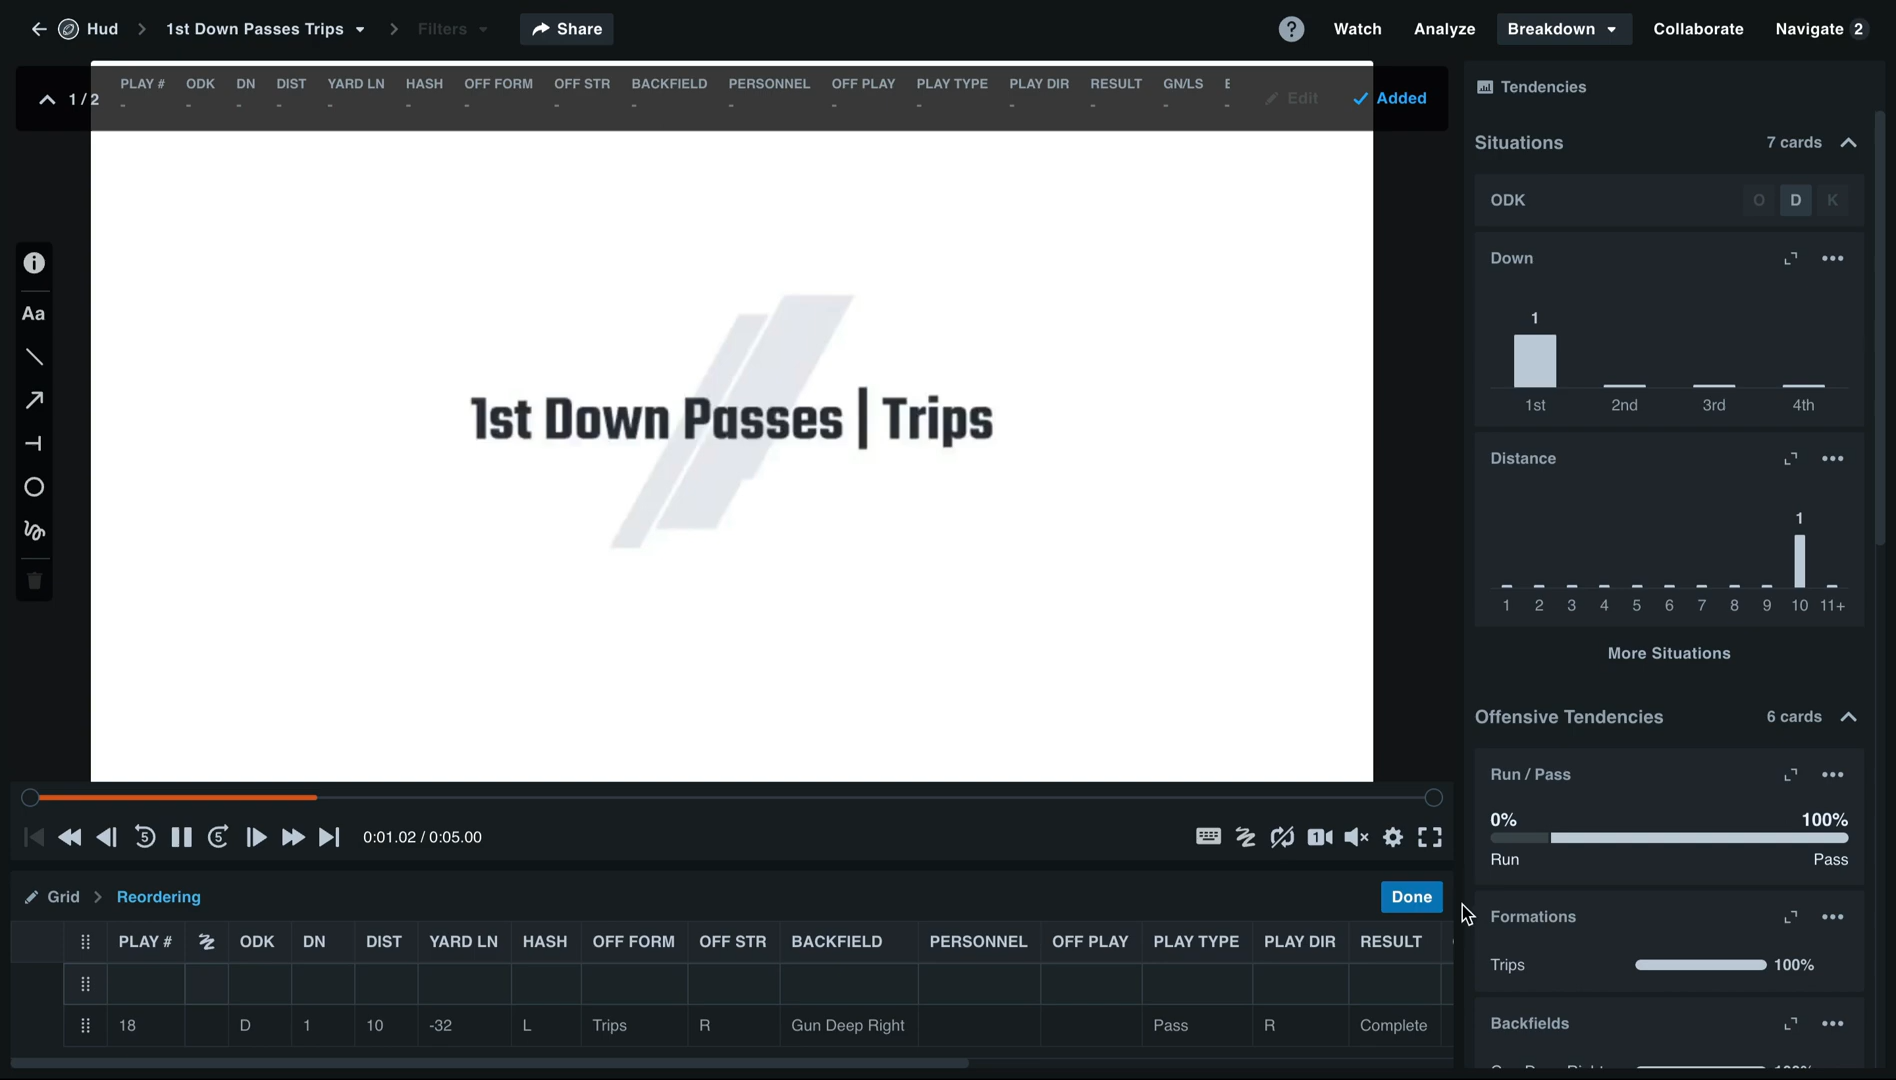 Hud
1st Down Passes Trips
Filters
Share
?
Watch
Analyze
Breakdown
Collaborate
Navigate 2
1 / 2
PLAY # ODK DN DIST YARD LN HASH OFF FORM OFF STR BACKFIELD PERSONNEL OFF PLAY PLAY TYPE PLAY DIR RESULT GN/LS
- - - - - - - - - - - - - - - -
Edit
Added
Aa
1st Down Passes | Trips
5
5
0:01.02 / 0:05.00
1
Grid > Reordering
Done
PLAY # ODK DN DIST YARD LN HASH OFF FORM OFF STR BACKFIELD PERSONNEL OFF PLAY PLAY TYPE PLAY DIR RESULT
18 D 1 10 -32 L Trips R Gun Deep Right Pass R Complete
Tendencies
Situations 7 cards
ODK O D K
Down
1
1st 2nd 3rd 4th
Distance
1
1 2 3 4 5 6 7 8 9 10 11+
More Situations
Offensive Tendencies 6 cards
Run / Pass
0% 100%
Run Pass
Formations
Trips 100%
Backfields